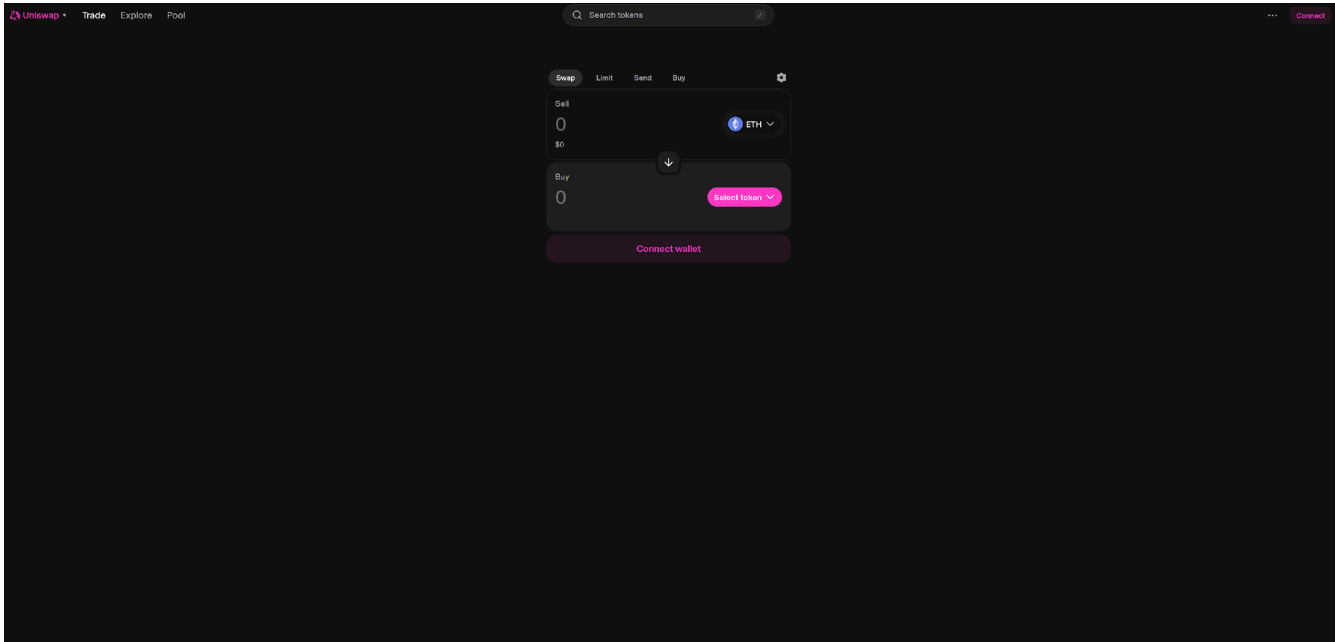 Uniswap Trade Explore Pool Search tokens / Connect
Swap Limit Send Buy
Sell
0 ETH
$0
Buy
0 Select token
Connect wallet